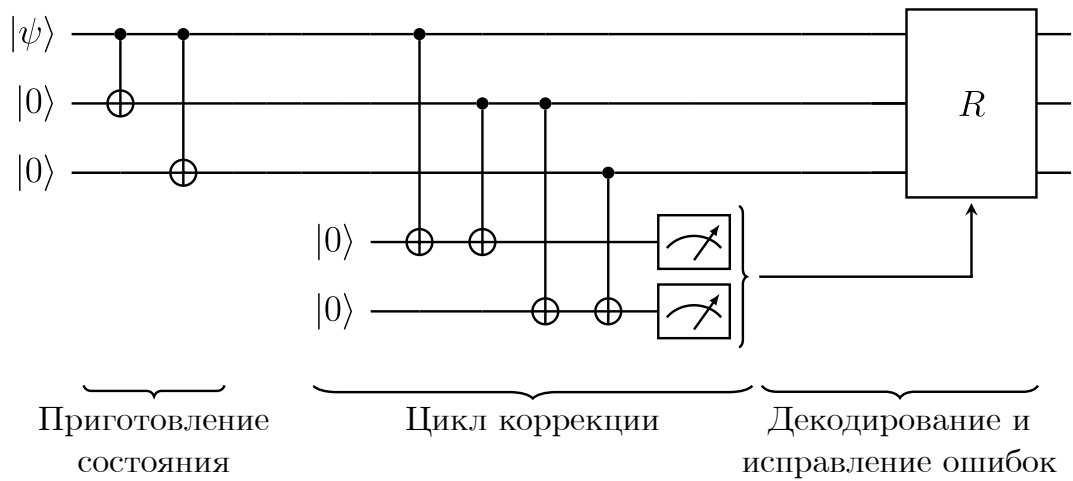 |ψ⟩
|0⟩
R
|0⟩
|0⟩
|0⟩
Приготовление
состояния
Цикл коррекции
Декодирование и
исправление ошибок